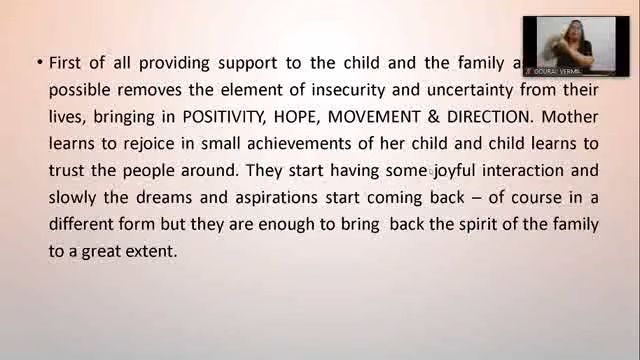 • First of all providing support to the child and the family as
possible removes the element of insecurity and uncertainty from their
lives, bringing in POSITIVITY, HOPE, MOVEMENT & DIRECTION. Mother
learns to rejoice in small achievements of her child and child learns to
trust the people around. They start having some joyful interaction and
slowly the dreams and aspirations start coming back – of course in a
different form but they are enough to bring back the spirit of the family
to a great extent.
GOURAV VERMA